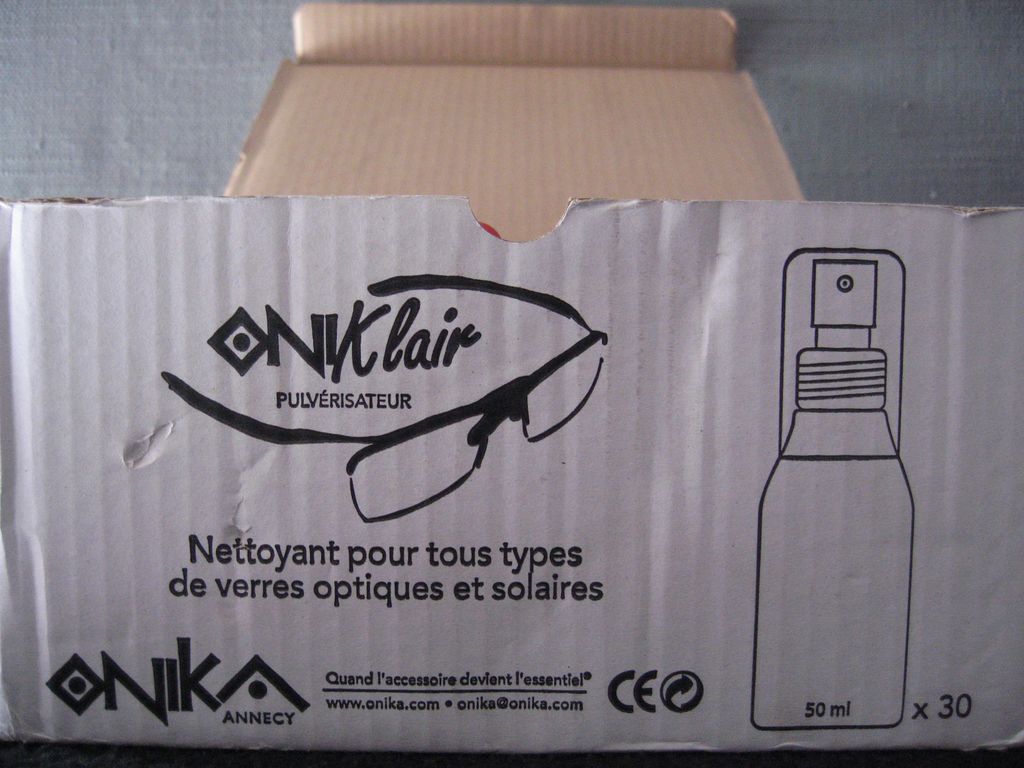 ONIKlair
PULVÉRISATEUR
Nettoyant pour tous types
de verres optiques et solaires
ONIKA
ANNECY
Quand l'accessoire devient l'essentiel®
www.onika.com • onika@onika.com
CE
50 ml
x 30